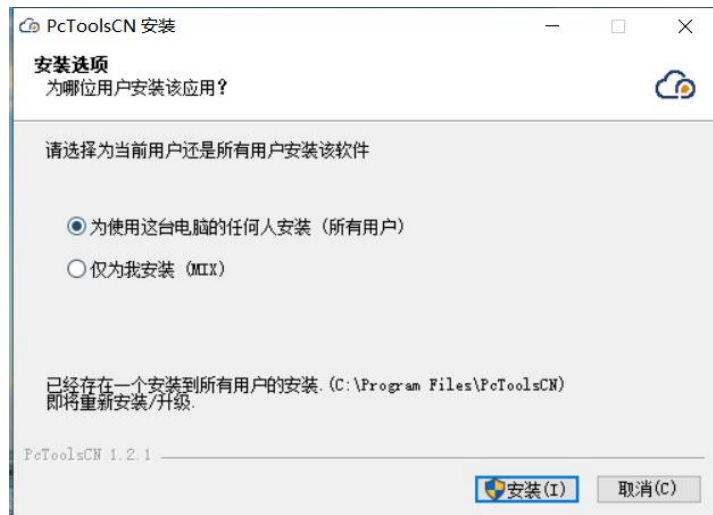 PcToolsCN 安装
安装选项
为哪位用户安装该应用?
请选择为当前用户还是所有用户安装该软件
为使用这台电脑的任何人安装 (所有用户)
仅为我安装 (MIX)
已经存在一个安装到所有用户的安装.(C:\Program Files\PcToolsCN)
即将重新安装/升级.
PcToolsCN 1.2.1
安装(I)
取消(C)